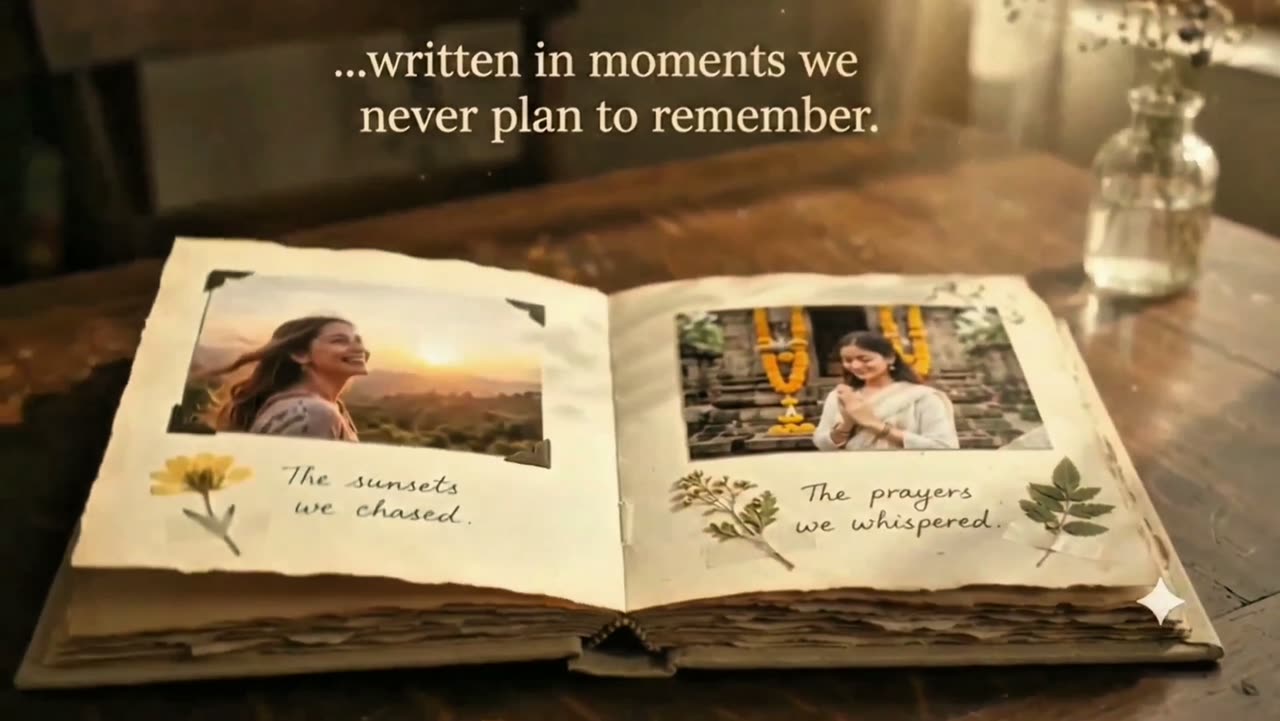 ...written in moments we
never plan to remember.
The sunsets
we chased.
The prayers
we whispered.